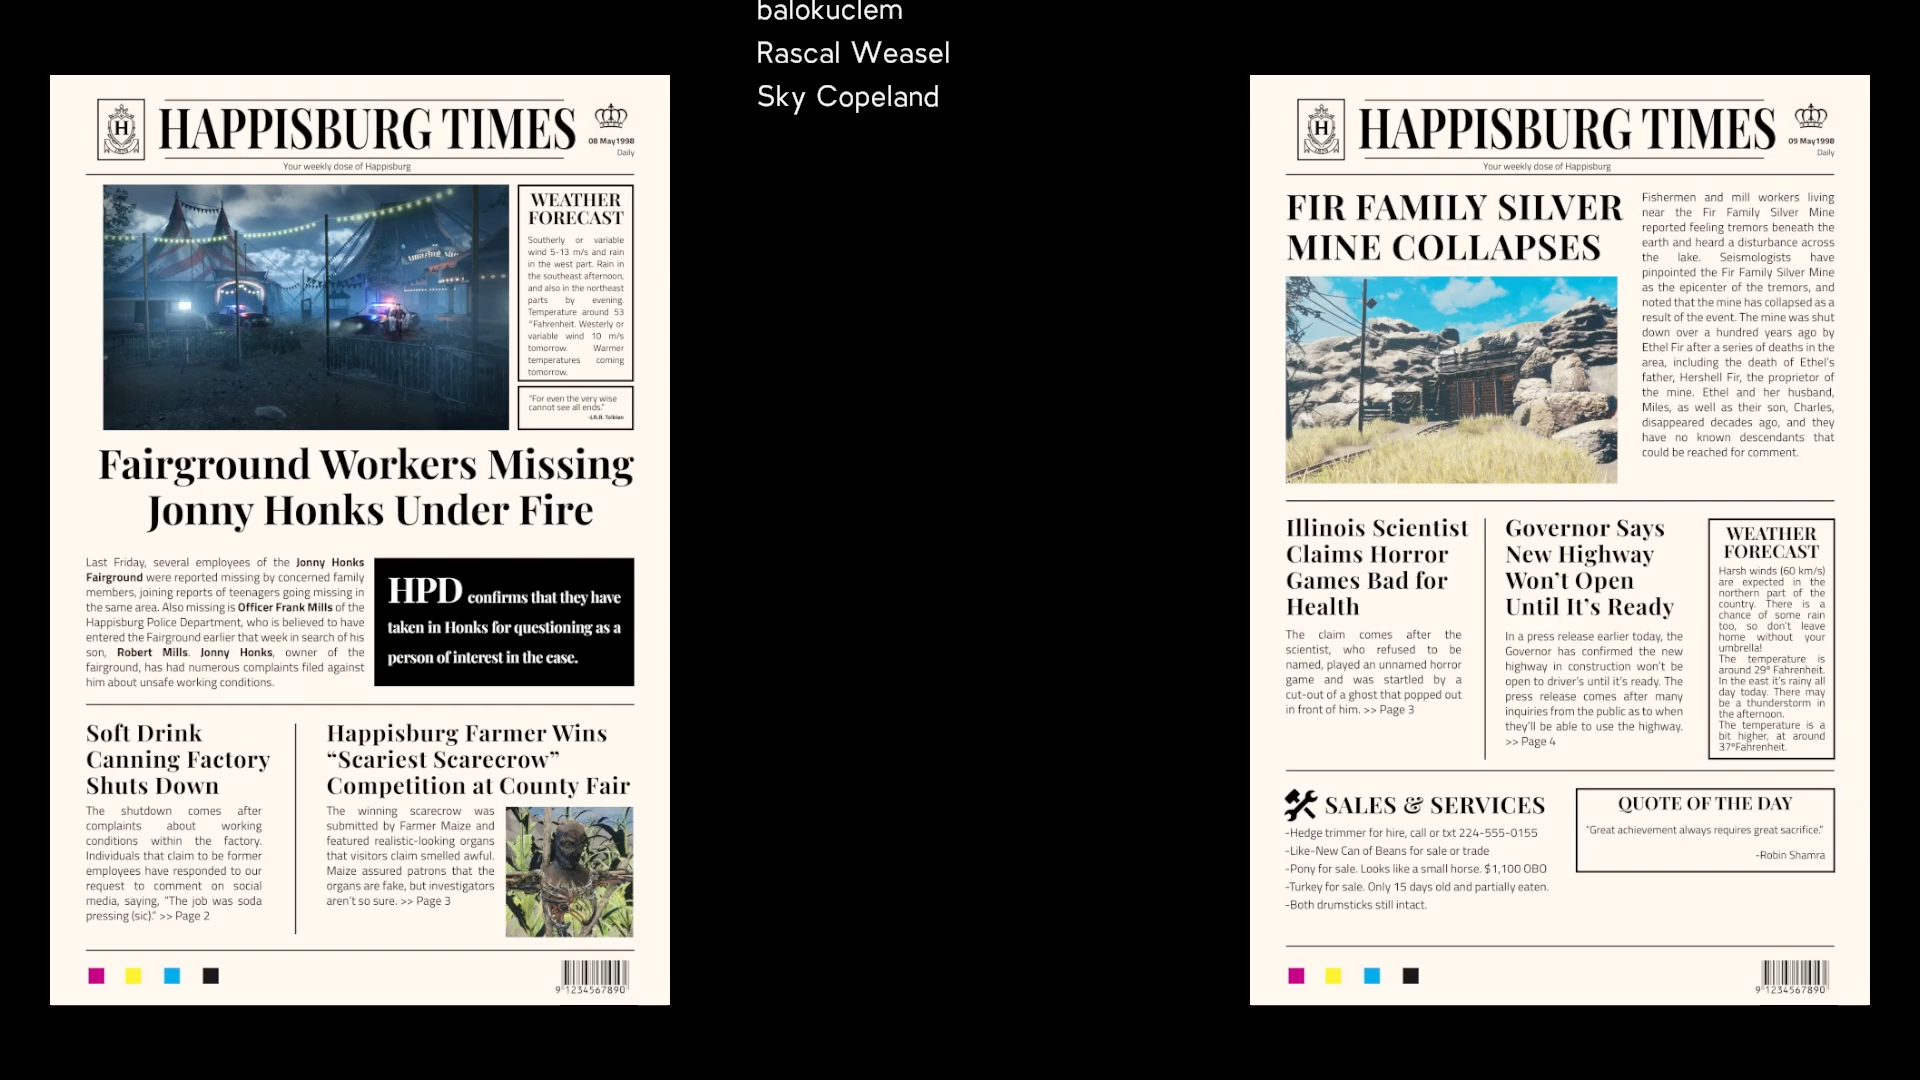 balokuclem
Rascal Weasel
Sky Copeland
H
HAPPISBURG TIMES
08 May1998
Daily
Your weekly dose of Happisburg
WEATHER
FORECAST
Southerly or variable
wind 5-13 m/s and rain
in the west part. Rain in
the southeast afternoon,
and also in the northeast
parts by evening.
Temperature around 53
°Fahrenheit. Westerly or
variable wind 10 m/s
tomorrow. Warmer
temperatures coming
tomorrow.
"For even the very wise
cannot see all ends."
-J.R.R. Tolkian
Fairground Workers Missing
Jonny Honks Under Fire
Last Friday, several employees of the Jonny Honks
Fairground were reported missing by concerned family
members, joining reports of teenagers going missing in
the same area. Also missing is Officer Frank Mills of the
Happisburg Police Department, who is believed to have
entered the Fairground earlier that week in search of his
son, Robert Mills. Jonny Honks, owner of the
fairground, has had numerous complaints filed against
him about unsafe working conditions.
HPD confirms that they have
taken in Honks for questioning as a
person of interest in the case.
Soft Drink
Canning Factory
Shuts Down
The shutdown comes after
complaints about working
conditions within the factory.
Individuals that claim to be former
employees have responded to our
request to comment on social
media, saying, "The job was soda
pressing (sic)." >> Page 2
Happisburg Farmer Wins
“Scariest Scarecrow”
Competition at County Fair
The winning scarecrow was
submitted by Farmer Maize and
featured realistic-looking organs
that visitors claim smelled awful.
Maize assured patrons that the
organs are fake, but investigators
aren't so sure. >> Page 3
9 1234567890
H
HAPPISBURG TIMES
09 May1998
Daily
Your weekly dose of Happisburg
FIR FAMILY SILVER
MINE COLLAPSES
Fishermen and mill workers living
near the Fir Family Silver Mine
reported feeling tremors beneath the
earth and heard a disturbance across
the lake. Seismologists have
pinpointed the Fir Family Silver Mine
as the epicenter of the tremors, and
noted that the mine has collapsed as a
result of the event. The mine was shut
down over a hundred years ago by
Ethel Fir after a series of deaths in the
area, including the death of Ethel's
father, Hershell Fir, the proprietor of
the mine. Ethel and her husband,
Miles, as well as their son, Charles,
disappeared decades ago, and they
have no known descendants that
could be reached for comment.
Illinois Scientist
Claims Horror
Games Bad for
Health
The claim comes after the
scientist, who refused to be
named, played an unnamed horror
game and was startled by a
cut-out of a ghost that popped out
in front of him. >> Page 3
Governor Says
New Highway
Won’t Open
Until It’s Ready
In a press release earlier today, the
Governor has confirmed the new
highway in construction won't be
open to driver's until it's ready. The
press release comes after many
inquiries from the public as to when
they'll be able to use the highway.
>> Page 4
WEATHER
FORECAST
Harsh winds (60 km/s)
are expected in the
northern part of the
country. There is a
chance of some rain
too, so don't leave
home without your
umbrella!
The temperature is
around 29º Fahrenheit.
In the east it's rainy all
day today. There may
be a thunderstorm in
the afternoon.
The temperature is a
bit higher, at around
37ºFahrenheit.
SALES & SERVICES
-Hedge trimmer for hire, call or txt 224-555-0155
-Like-New Can of Beans for sale or trade
-Pony for sale. Looks like a small horse. $1,100 OBO
-Turkey for sale. Only 15 days old and partially eaten.
-Both drumsticks still intact.
QUOTE OF THE DAY
"Great achievement always requires great sacrifice."
-Robin Shamra
9 1234567890